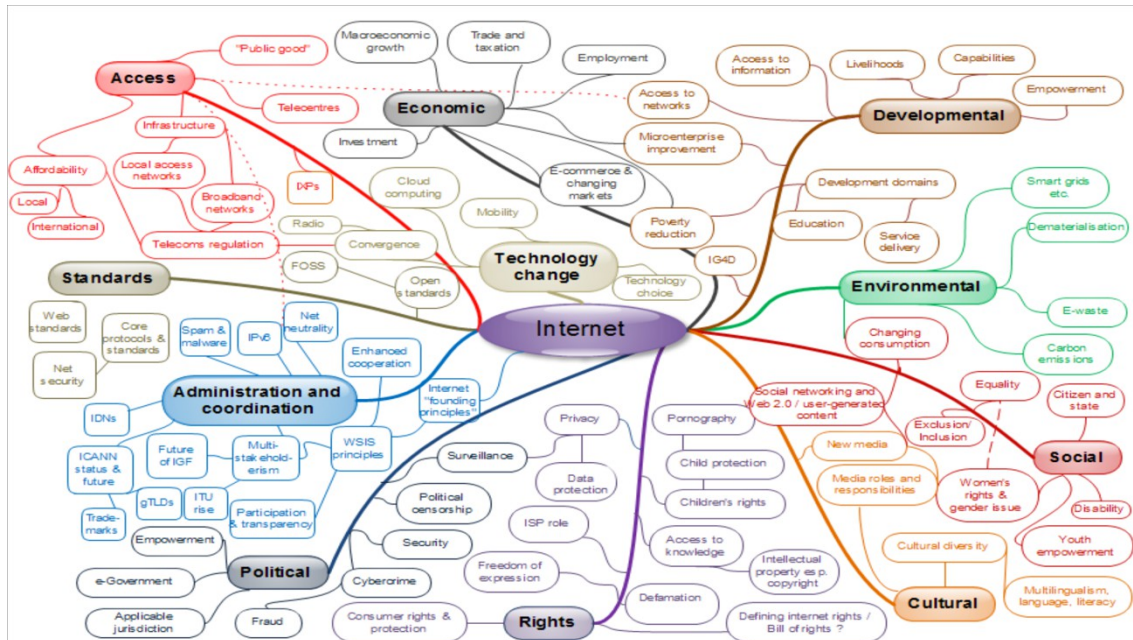 Macroeconomic
growth
Trade and
taxation
"Public good"
Access
Employment
Access to
information
Livelihoods
Capabilities
Empowerment
Telecentres
Economic
Access to
networks
Developmental
Infrastructure
Investment
Microenterprise
improvement
Affordability
Local access
networks
IXPs
Cloud
computing
E-commerce &
changing
markets
Development domains
Smart grids
etc.
Local
Broadband
networks
International
Radio
Mobility
Poverty
reduction
Education
Service
delivery
Dematerialisation
Telecoms regulation
Convergence
Technology
change
IG4D
Standards
FOSS
Open
standards
Technology
choice
Environmental
Web
standards
Core
protocols &
standards
Net
security
Spam &
malware
IPv6
Net
neutrality
Internet
E-waste
Changing
consumption
Carbon
emissions
Enhanced
cooperation
Administration and
coordination
Internet
"founding
principles"
Social networking and
Web 2.0 / user-generated
content
Equality
Citizen and
state
IDNs
Privacy
Pornography
Exclusion/
Inclusion
ICANN
status &
future
Future
of IGF
Multi-
stakehold-
erism
WSIS
principles
Surveillance
New media
Social
Child protection
Data
protection
Media roles and
responsibilities
Women's
rights &
gender issue
gTLDs
ITU
rise
Participation
& transparency
Political
censorship
Children's rights
Disability
Trade-
marks
ISP role
Access to
knowledge
Youth
empowerment
Empowerment
Security
Cultural diversity
Political
e-Government
Cybercrime
Freedom of
expression
Intellectual
property esp.
copyright
Defamation
Multilingualism,
language, literacy
Cultural
Applicable
jurisdiction
Fraud
Consumer rights &
protection
Rights
Defining internet rights /
Bill of rights ?